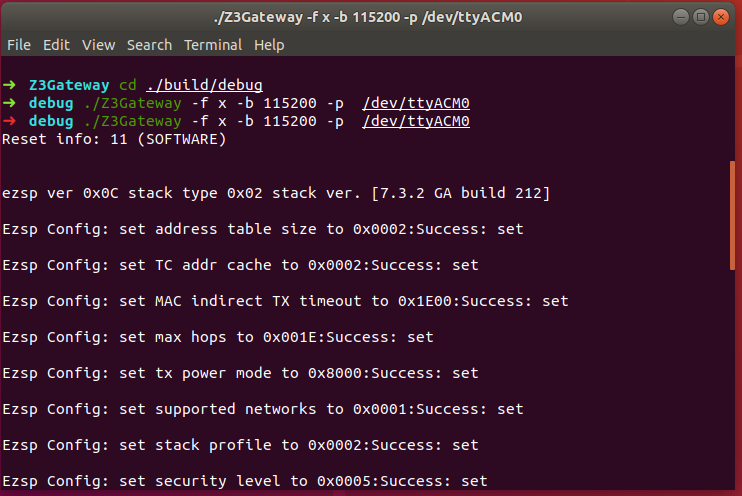 ./Z3Gateway -f x -b 115200 -p /dev/ttyACM0
File Edit View Search Terminal Help
➜ Z3Gateway cd ./build/debug
➜ debug ./Z3Gateway -f x -b 115200 -p /dev/ttyACM0
➜ debug ./Z3Gateway -f x -b 115200 -p /dev/ttyACM0
Reset info: 11 (SOFTWARE)
ezsp ver 0x0C stack type 0x02 stack ver. [7.3.2 GA build 212]
Ezsp Config: set address table size to 0x0002:Success: set
Ezsp Config: set TC addr cache to 0x0002:Success: set
Ezsp Config: set MAC indirect TX timeout to 0x1E00:Success: set
Ezsp Config: set max hops to 0x001E:Success: set
Ezsp Config: set tx power mode to 0x8000:Success: set
Ezsp Config: set supported networks to 0x0001:Success: set
Ezsp Config: set stack profile to 0x0002:Success: set
Ezsp Config: set security level to 0x0005:Success: set